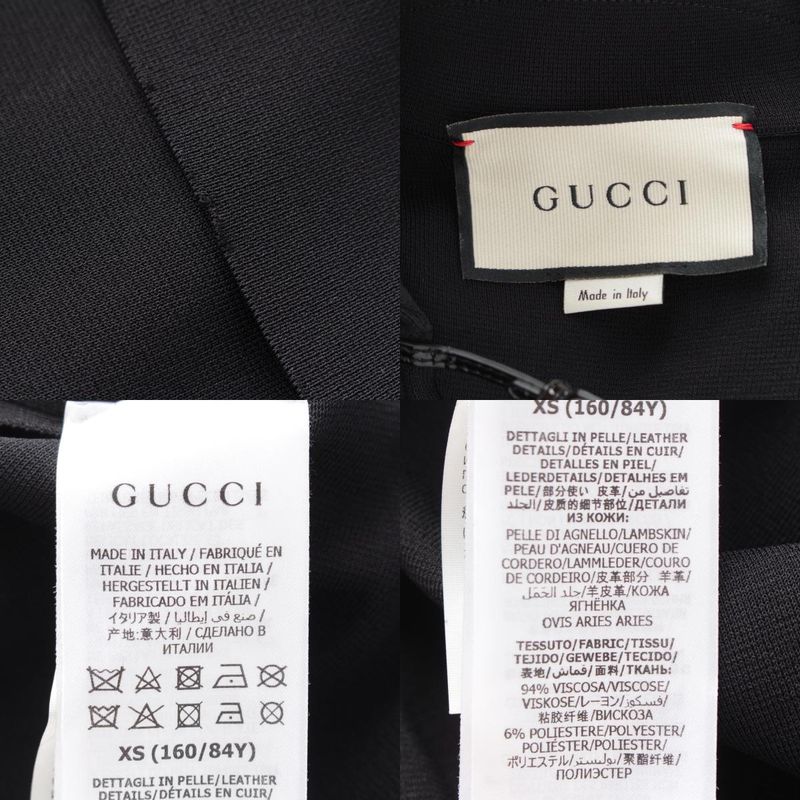 GUCCI
Made in Italy
GUCCI
MADE IN ITALY / FABRIQUÉ EN
ITALIE / HECHO EN ITALIA /
HERGESTELLT IN ITALIEN /
FABRICADO EM ITÁLIA /
イタリア製 / صنع في إيطاليا /
产地:意大利 / СДЕЛАНО В
ИТАЛИИ
XS (160/84Y)
DETTAGLI IN PELLE/LEATHER
DETAILS/DÉTAILS EN CUIR/
XS (160/84Y)
DETTAGLI IN PELLE/LEATHER
DETAILS/DÉTAILS EN CUIR/
DETALLES EN PIEL/
LEDERDETAILS/DETALHES EM
PELE/部分使い 皮革/تفاصيل من
الجلد/皮质的细节部位/ДЕТАЛИ
ИЗ КОЖИ:
PELLE DI AGNELLO/LAMBSKIN/
PEAU D'AGNEAU/CUERO DE
CORDERO/LAMMLEDER/COURO
DE CORDEIRO/皮革部分 羊革/
جلد الحَمَل/羊皮革/КОЖА
ЯГНЁНКА
OVIS ARIES ARIES
TESSUTO/FABRIC/TISSU/
TEJIDO/GEWEBE/TECIDO/
表地/قماش/面料/ТКАНЬ:
94% VISCOSA/VISCOSE/
VISKOSE/レーヨン/فسكوز/
粘胶纤维/ВИСКОЗА
6% POLIESTERE/POLYESTER/
POLIÉSTER/POLIÉSTER/
ポリエステル/بوليستر/聚酯纤维/
ПОЛИЭСТЕР